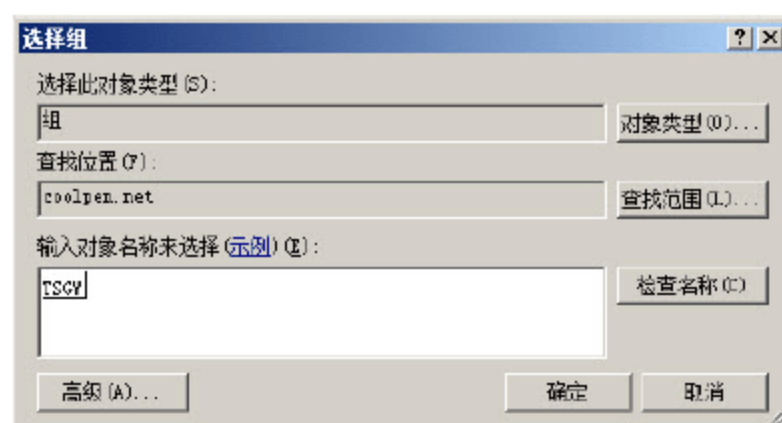 选择组
选择此对象类型(S):
组
对象类型(O)...
查找位置(F):
coolpen.net
查找范围(L)...
输入对象名称来选择(示例)(E):
TSGW
检查名称(C)
高级(A)...
确定
取消